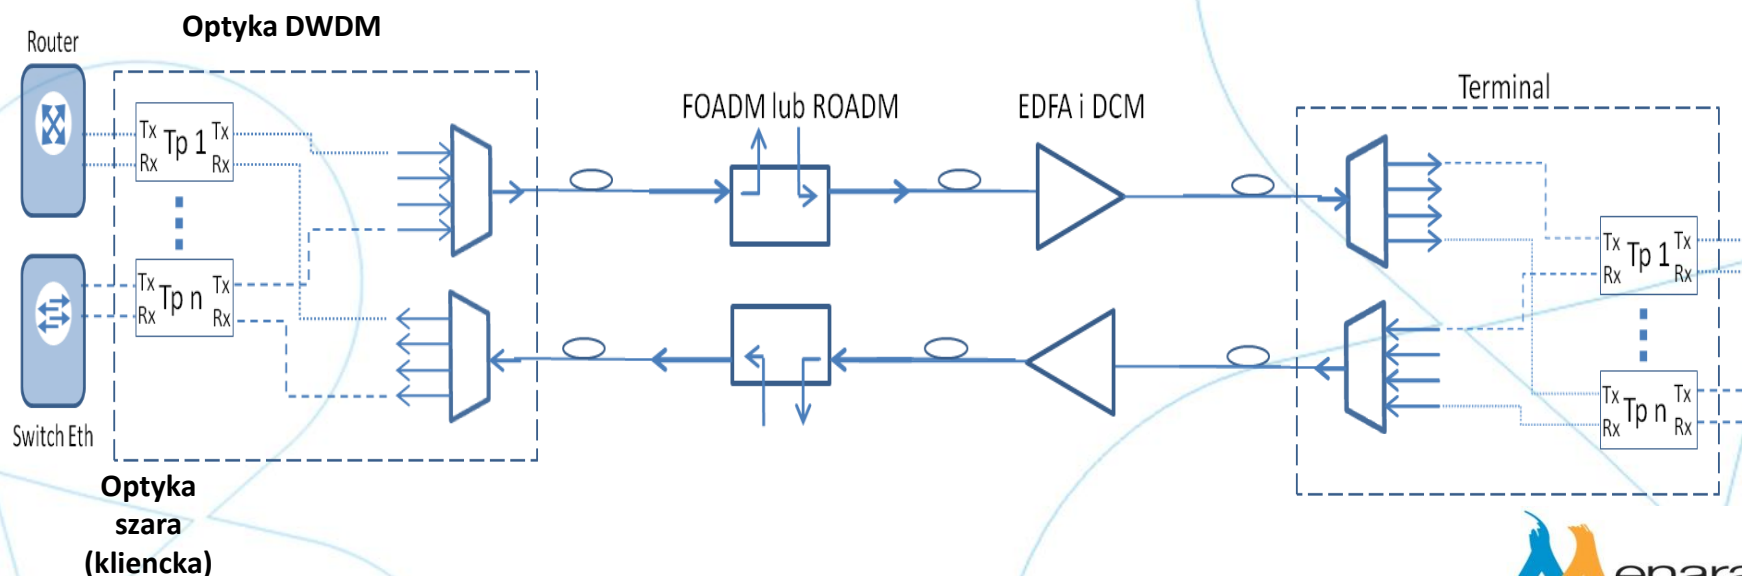 Optyka DWDM
Router
FOADM lub ROADM
EDFA i DCM
Terminal
Tx Tp 1 Tx
Rx Rx
Tx Tp n Tx
Rx Rx
Tx Tp 1 Tx
Rx Rx
Tx Tp n Tx
Rx Rx
Switch Eth
Optyka
szara
(kliencka)